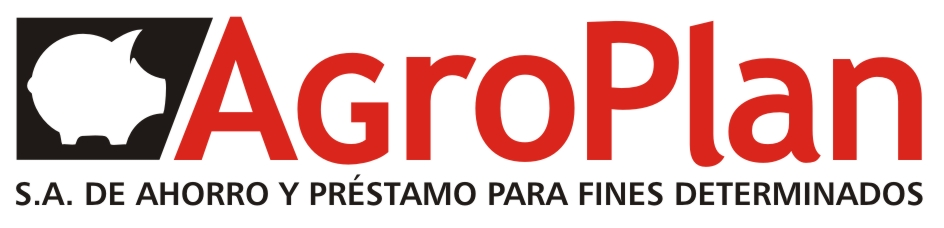 AgroPlan
S.A. DE AHORRO Y PRÉSTAMO PARA FINES DETERMINADOS